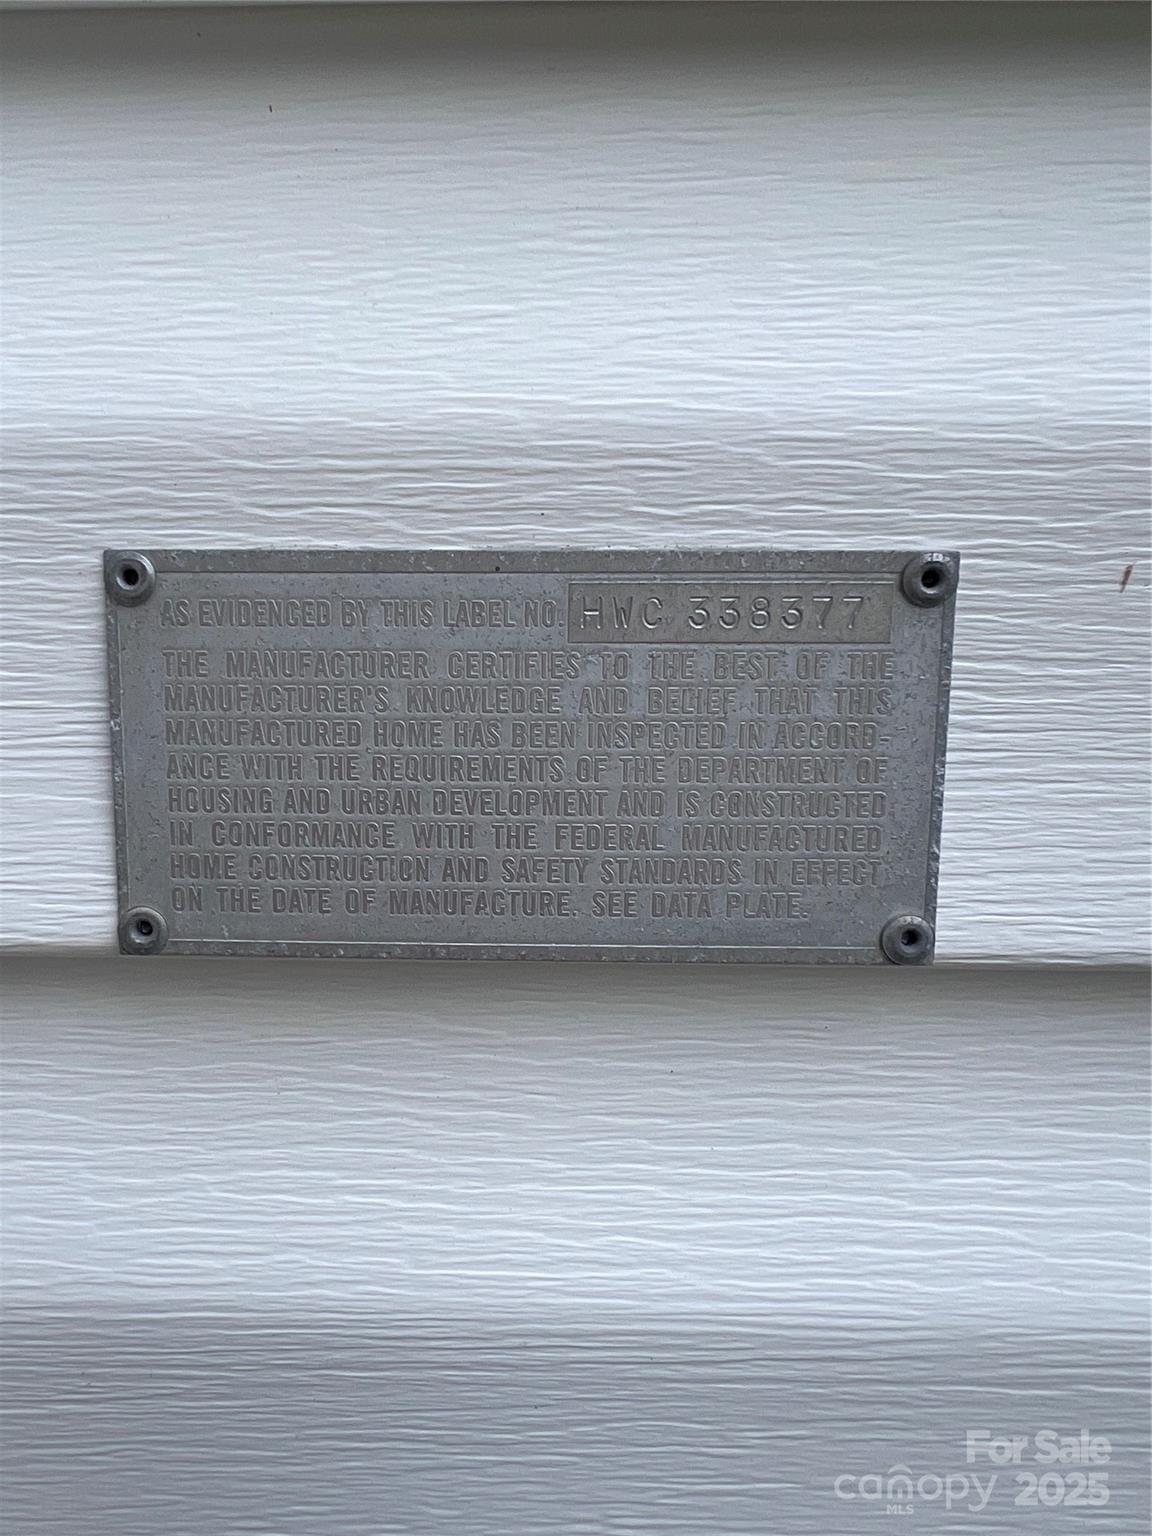 AS EVIDENCED BY THIS LABEL NO. HWC 338377
THE MANUFACTURER CERTIFIES TO THE BEST OF THE
MANUFACTURER'S KNOWLEDGE AND BELIEF THAT THIS
MANUFACTURED HOME HAS BEEN INSPECTED IN ACCORD-
ANCE WITH THE REQUIREMENTS OF THE DEPARTMENT OF
HOUSING AND URBAN DEVELOPMENT AND IS CONSTRUCTED
IN CONFORMANCE WITH THE FEDERAL MANUFACTURED
HOME CONSTRUCTION AND SAFETY STANDARDS IN EFFECT
ON THE DATE OF MANUFACTURE. SEE DATA PLATE.
For Sale
canopy 2025
MLS